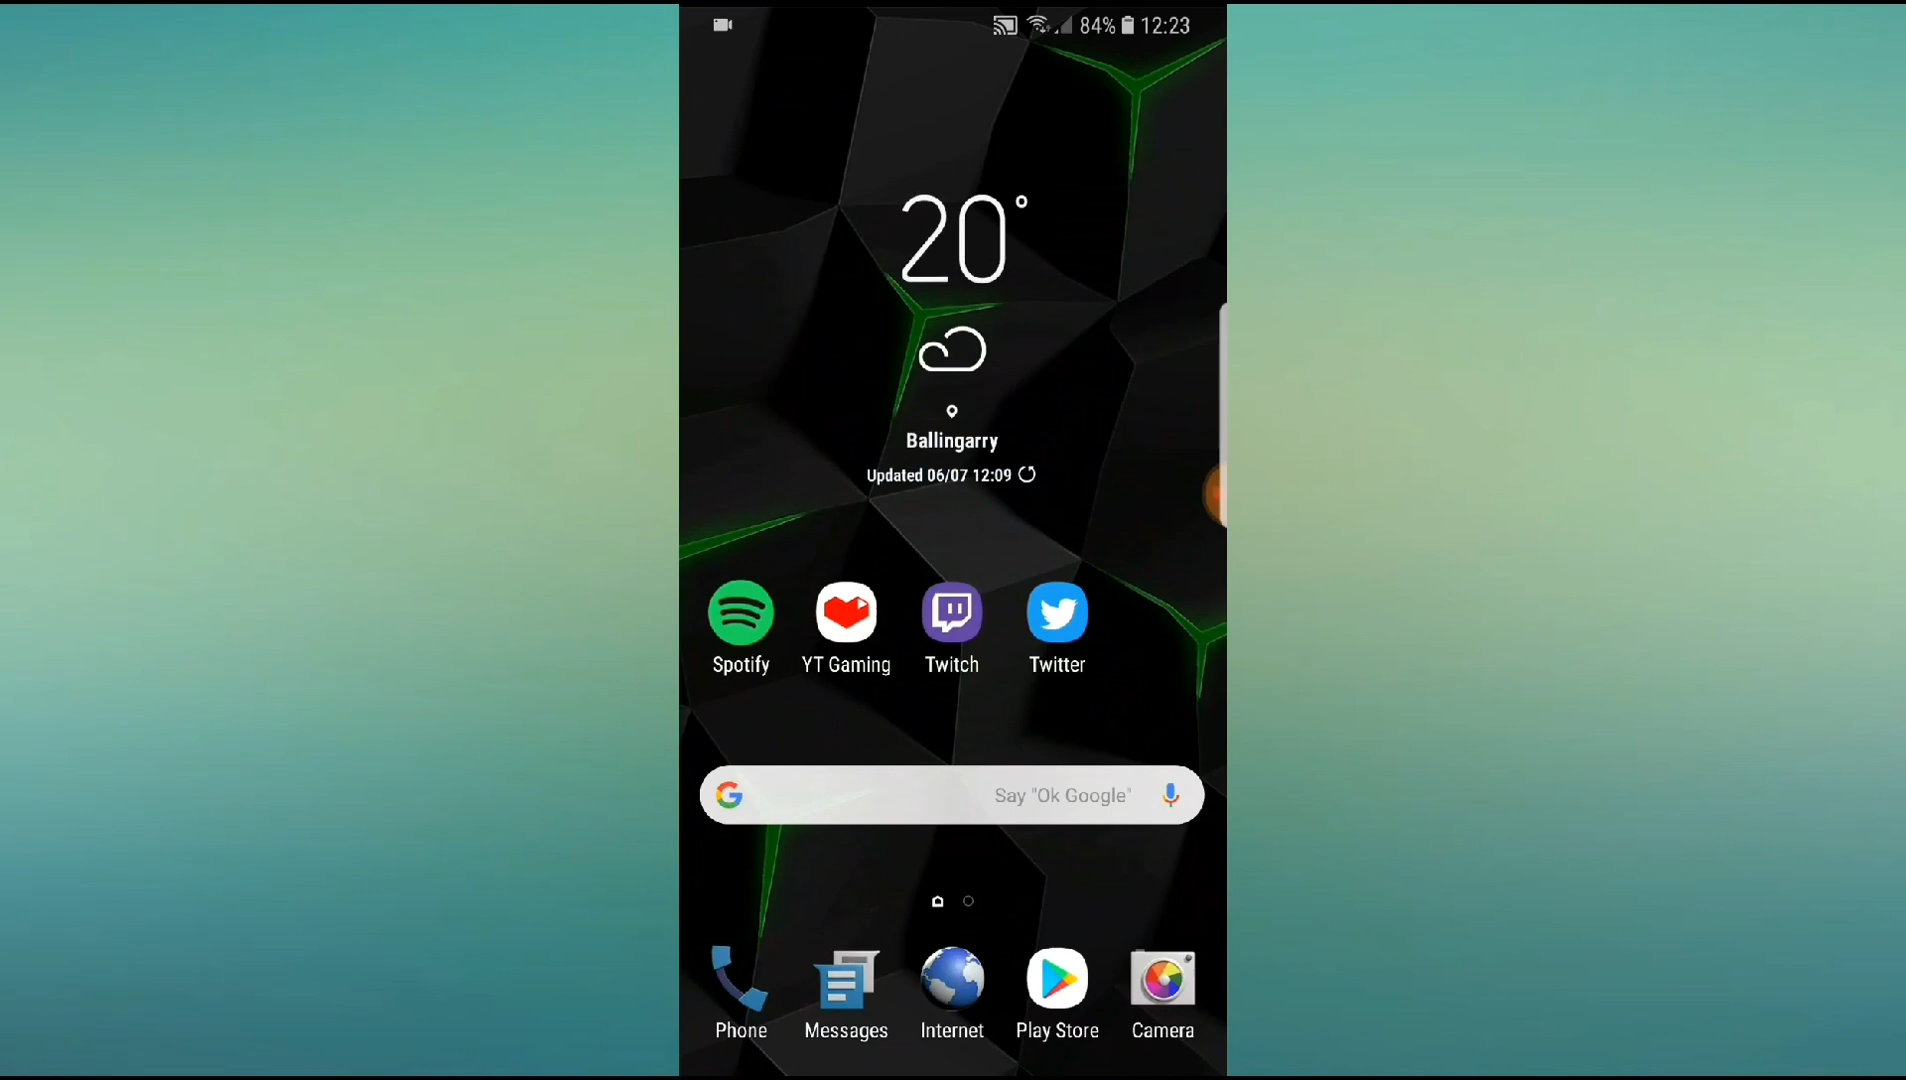 84% 12:23
20°
Ballingarry
Updated 06/07 12:09
Spotify YT Gaming Twitch Twitter
G Say "Ok Google"
Phone Messages Internet Play Store Camera